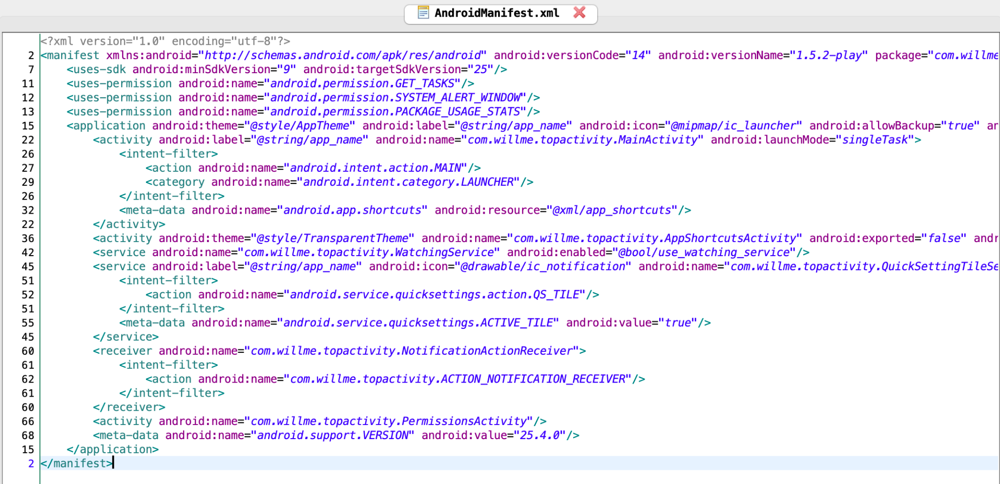 AndroidManifest.xml
<?xml version="1.0" encoding="utf-8"?>
2 <manifest xmlns:android="http://schemas.android.com/apk/res/android" android:versionCode="14" android:versionName="1.5.2-play" package="com.willme
7 <uses-sdk android:minSdkVersion="9" android:targetSdkVersion="25"/>
11 <uses-permission android:name="android.permission.GET_TASKS"/>
12 <uses-permission android:name="android.permission.SYSTEM_ALERT_WINDOW"/>
13 <uses-permission android:name="android.permission.PACKAGE_USAGE_STATS"/>
15 <application android:theme="@style/AppTheme" android:label="@string/app_name" android:icon="@mipmap/ic_launcher" android:allowBackup="true" an
22 <activity android:label="@string/app_name" android:name="com.willme.topactivity.MainActivity" android:launchMode="singleTask">
26 <intent-filter>
27 <action android:name="android.intent.action.MAIN"/>
29 <category android:name="android.intent.category.LAUNCHER"/>
26 </intent-filter>
32 <meta-data android:name="android.app.shortcuts" android:resource="@xml/app_shortcuts"/>
22 </activity>
36 <activity android:theme="@style/TransparentTheme" android:name="com.willme.topactivity.AppShortcutsActivity" android:exported="false" andr
42 <service android:name="com.willme.topactivity.WatchingService" android:enabled="@bool/use_watching_service"/>
45 <service android:label="@string/app_name" android:icon="@drawable/ic_notification" android:name="com.willme.topactivity.QuickSettingTileSe
51 <intent-filter>
52 <action android:name="android.service.quicksettings.action.QS_TILE"/>
51 </intent-filter>
55 <meta-data android:name="android.service.quicksettings.ACTIVE_TILE" android:value="true"/>
45 </service>
60 <receiver android:name="com.willme.topactivity.NotificationActionReceiver">
61 <intent-filter>
62 <action android:name="com.willme.topactivity.ACTION_NOTIFICATION_RECEIVER"/>
61 </intent-filter>
60 </receiver>
66 <activity android:name="com.willme.topactivity.PermissionsActivity"/>
68 <meta-data android:name="android.support.VERSION" android:value="25.4.0"/>
15 </application>
2 </manifest>